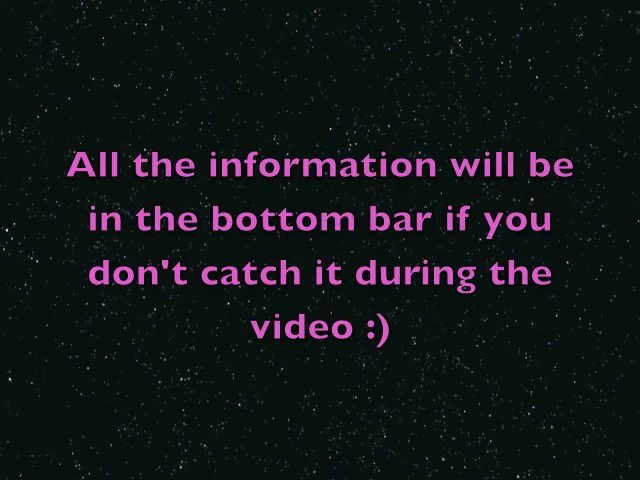 All the information will be
in the bottom bar if you
don't catch it during the
video :)